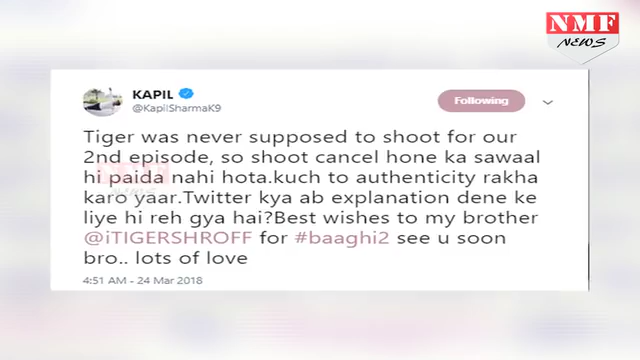 NMF
NEWS
KAPIL
@KapilSharmaK9
Following
Tiger was never supposed to shoot for our
2nd episode, so shoot cancel hone ka sawaal
hi paida nahi hota.kuch to authenticity rakha
karo yaar.Twitter kya ab explanation dene ke
liye hi reh gya hai?Best wishes to my brother
@iTIGERSHROFF for #baaghi2 see u soon
bro.. lots of love
4:51 AM - 24 Mar 2018
NMF
NEWS